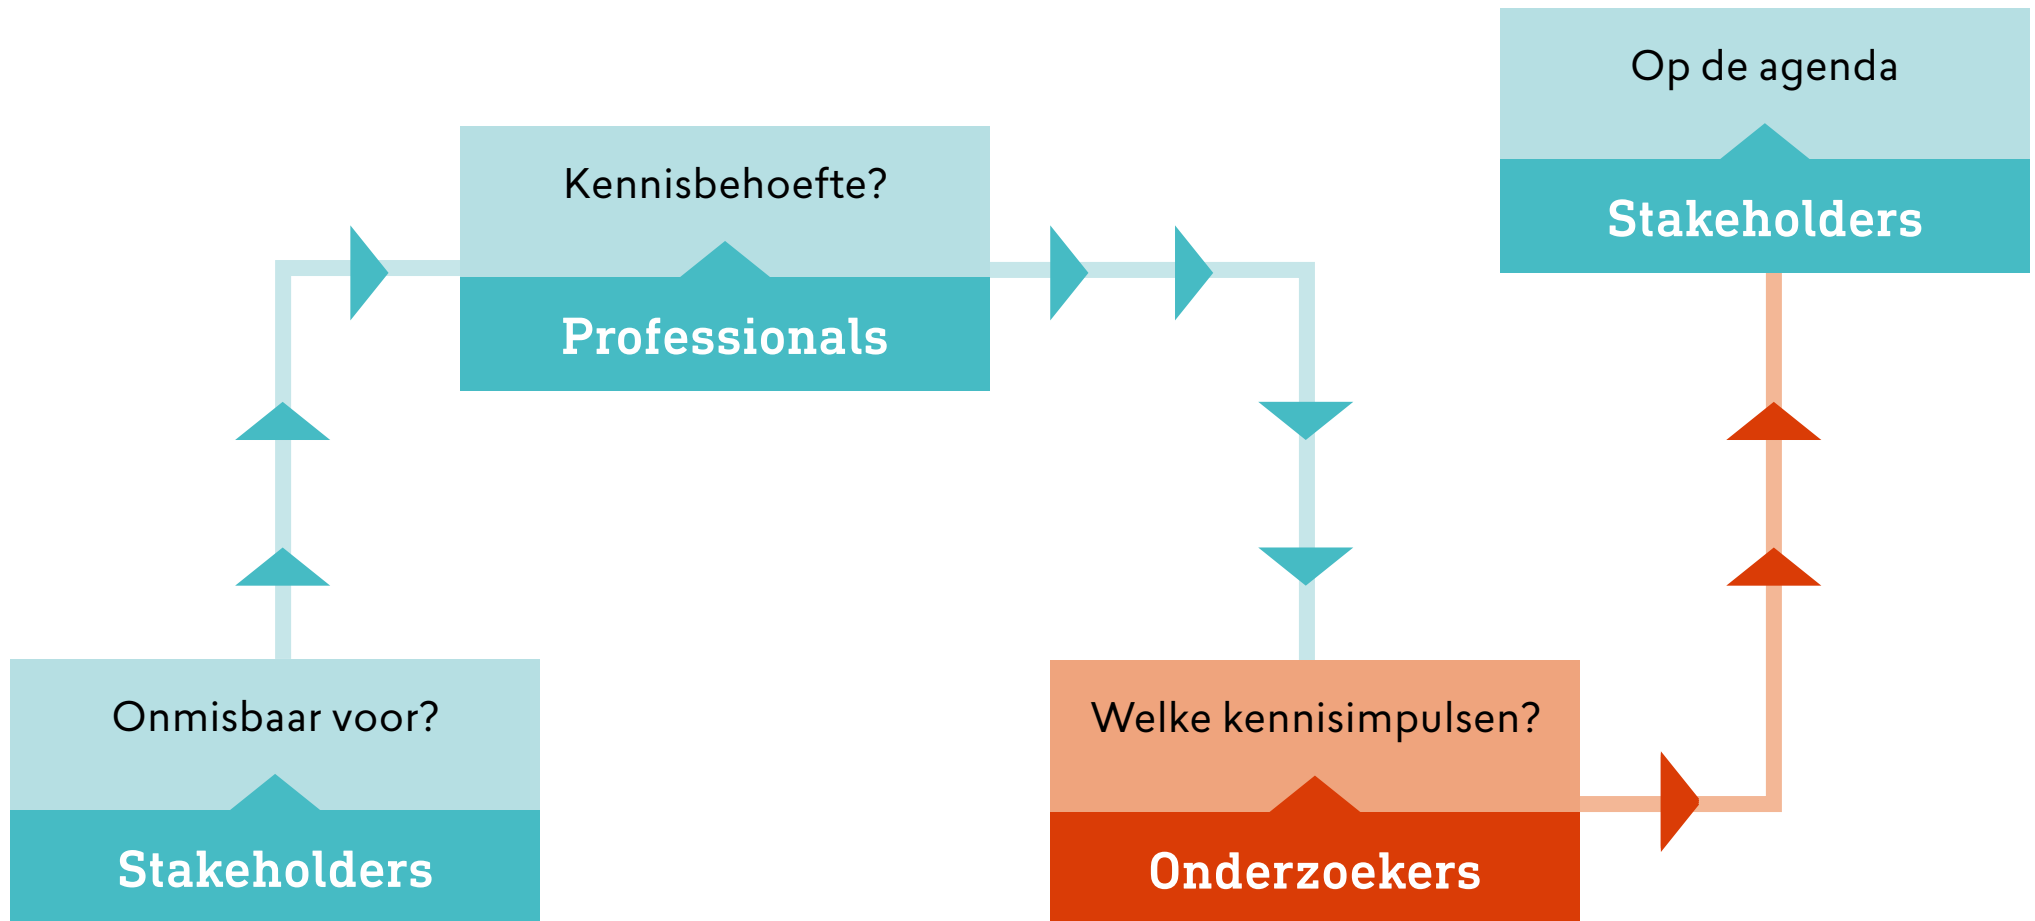 Op de agenda
Stakeholders
Kennisbehoefte?
Professionals
Onmisbaar voor?
Stakeholders
Welke kennisimpulsen?
Onderzoekers